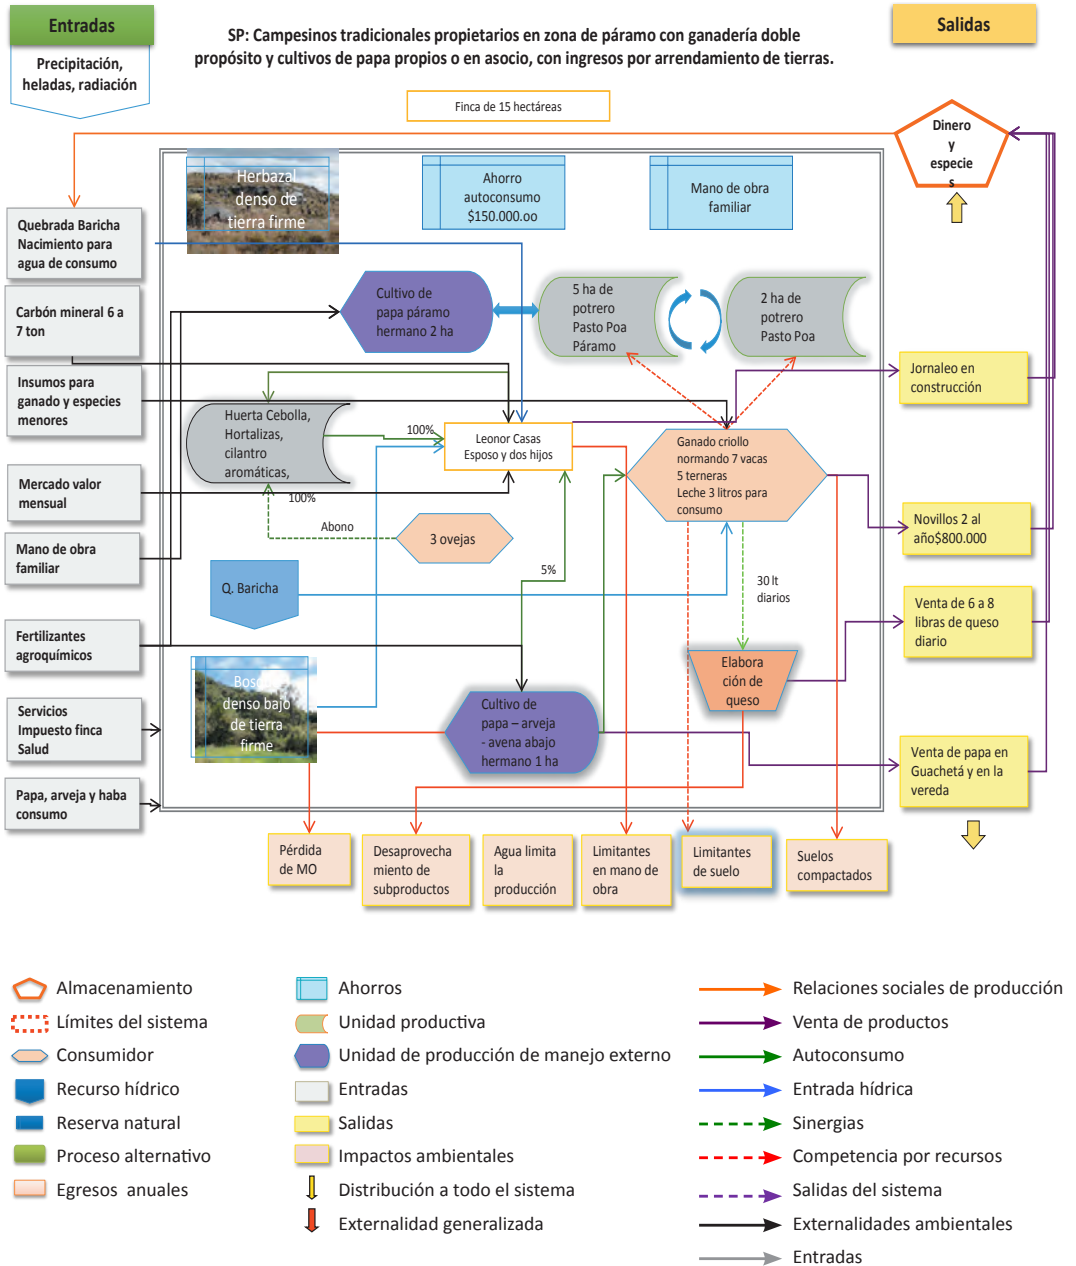 Entradas
Precipitación,
heladas, radiación
SP: Campesinos tradicionales propietarios en zona de páramo con ganadería doble
propósito y cultivos de papa propios o en asocio, con ingresos por arrendamiento de tierras.
Salidas
Finca de 15 hectáreas
Dinero
y
especie
s
Herbazal
denso de
tierra firme
Ahorro
autoconsumo
$150.000.oo
Mano de obra
familiar
Quebrada Baricha
Nacimiento para
agua de consumo
Carbón mineral 6 a
7 ton
Insumos para
ganado y especies
menores
Mercado valor
mensual
Mano de obra
familiar
Fertilizantes
agroquímicos
Servicios
Impuesto finca
Salud
Papa, arveja y haba
consumo
Cultivo de
papa páramo
hermano 2 ha
5 ha de
potrero
Pasto Poa
Páramo
2 ha de
potrero
Pasto Poa
Huerta Cebolla,
Hortalizas,
cilantro
aromáticas,
100%
100%
Leonor Casas
Esposo y dos hijos
Ganado criollo
normando 7 vacas
5 terneras
Leche 3 litros para
consumo
Abono
3 ovejas
5%
Q. Baricha
30 lt
diarios
Elabora
ción de
queso
Bosque
denso bajo
de tierra
firme
Cultivo de
papa – arveja
- avena abajo
hermano 1 ha
Jornaleo en
construcción
Novillos 2 al
año$800.000
Venta de 6 a 8
libras de queso
diario
Venta de papa en
Guachetá y en la
vereda
Pérdida
de MO
Desaprovecha
miento de
subproductos
Agua limita
la
producción
Limitantes
en mano de
obra
Limitantes
de suelo
Suelos
compactados
Almacenamiento
Límites del sistema
Consumidor
Recurso hídrico
Reserva natural
Proceso alternativo
Egresos anuales
Ahorros
Unidad productiva
Unidad de producción de manejo externo
Entradas
Salidas
Impactos ambientales
Distribución a todo el sistema
Externalidad generalizada
Relaciones sociales de producción
Venta de productos
Autoconsumo
Entrada hídrica
Sinergias
Competencia por recursos
Salidas del sistema
Externalidades ambientales
Entradas